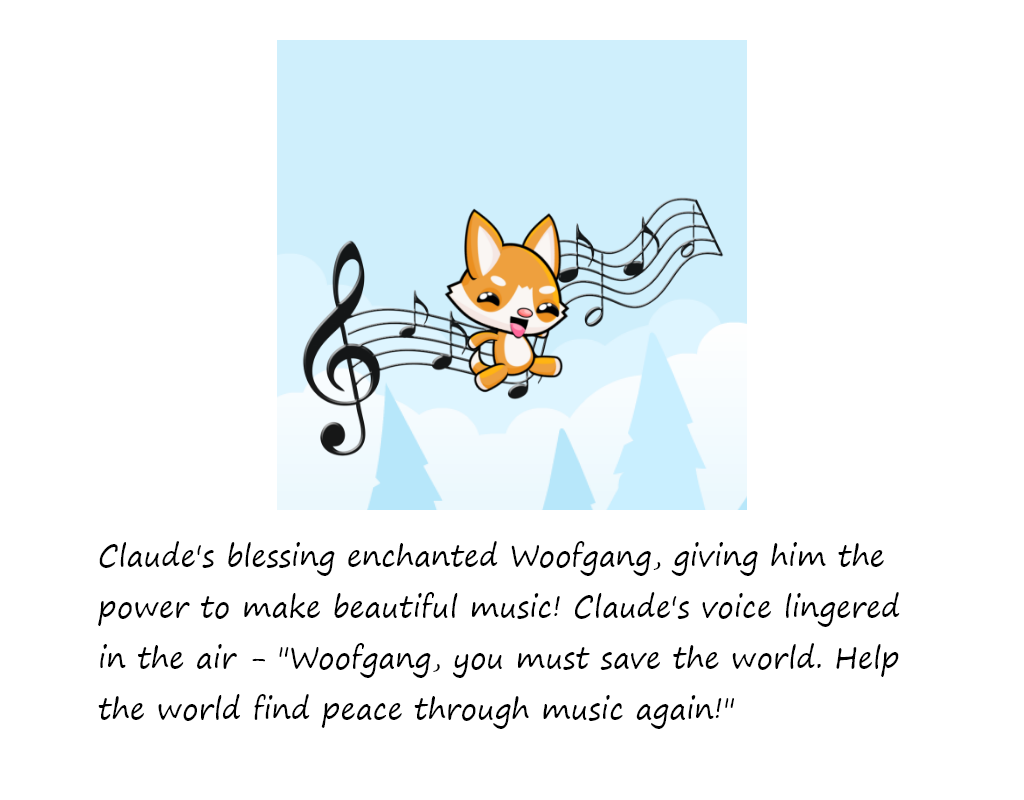 Claude's blessing enchanted Woofgang, giving him the
power to make beautiful music! Claude's voice lingered
in the air - "Woofgang, you must save the world. Help
the world find peace through music again!"